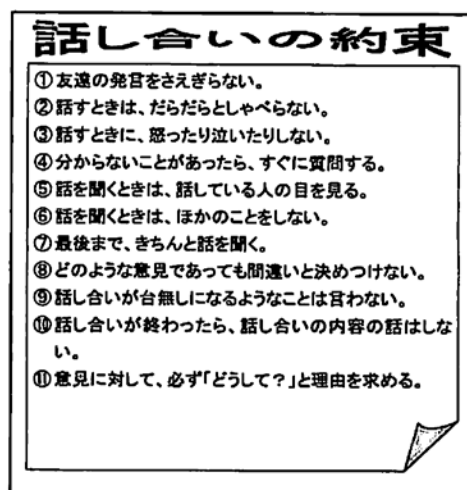 話し合いの約束
①友達の発言をさえぎらない。
②話すときは、だらだらとしゃべらない。
③話すときに、怒ったり泣いたりしない。
④分からないことがあったら、すぐに質問する。
⑤話を聞くときは、話している人の目を見る。
⑥話を聞くときは、ほかのことをしない。
⑦最後まで、きちんと話を聞く。
⑧どのような意見であっても間違いと決めつけない。
⑨話し合いが台無しになるようなことは言わない。
⑩話し合いが終わったら、話し合いの内容の話はしな
い。
⑪意見に対して、必ず「どうして？」と理由を求める。